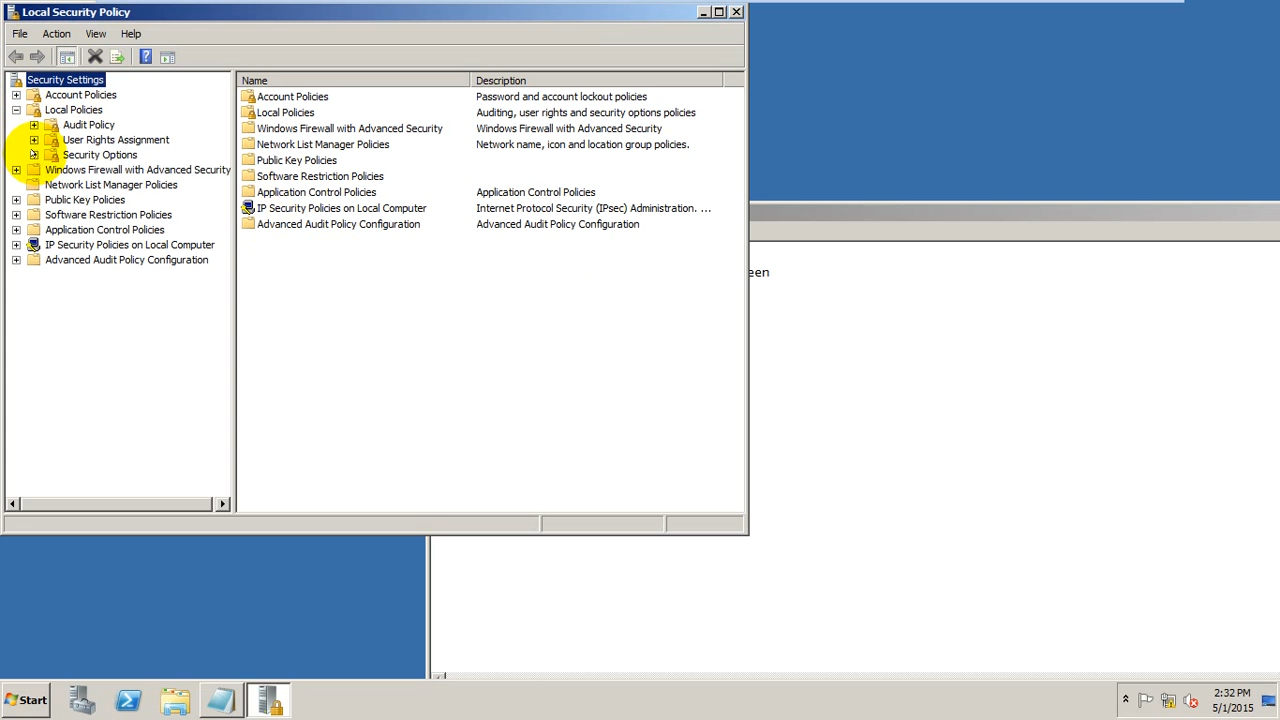 Local Security Policy
File Action View Help
Security Settings
Account Policies
Local Policies
Audit Policy
User Rights Assignment
Security Options
Windows Firewall with Advanced Security
Network List Manager Policies
Public Key Policies
Software Restriction Policies
Application Control Policies
IP Security Policies on Local Computer
Advanced Audit Policy Configuration
Name Description
Account Policies Password and account lockout policies
Local Policies Auditing, user rights and security options policies
Windows Firewall with Advanced Security Windows Firewall with Advanced Security
Network List Manager Policies Network name, icon and location group policies.
Public Key Policies
Software Restriction Policies
Application Control Policies Application Control Policies
IP Security Policies on Local Computer Internet Protocol Security (IPsec) Administration. ...
Advanced Audit Policy Configuration Advanced Audit Policy Configuration
een
Start
2:32 PM
5/1/2015